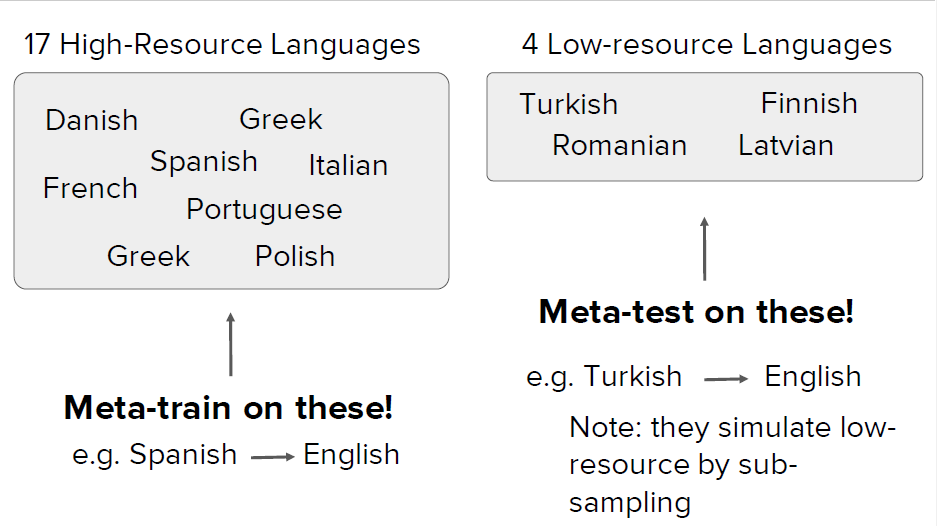 17 High-Resource Languages
Danish
Greek
Spanish
Italian
French
Portuguese
Greek
Polish
Meta-train on these!
e.g. Spanish → English
4 Low-resource Languages
Turkish
Finnish
Romanian
Latvian
Meta-test on these!
e.g. Turkish → English
Note: they simulate low-
resource by sub-
sampling